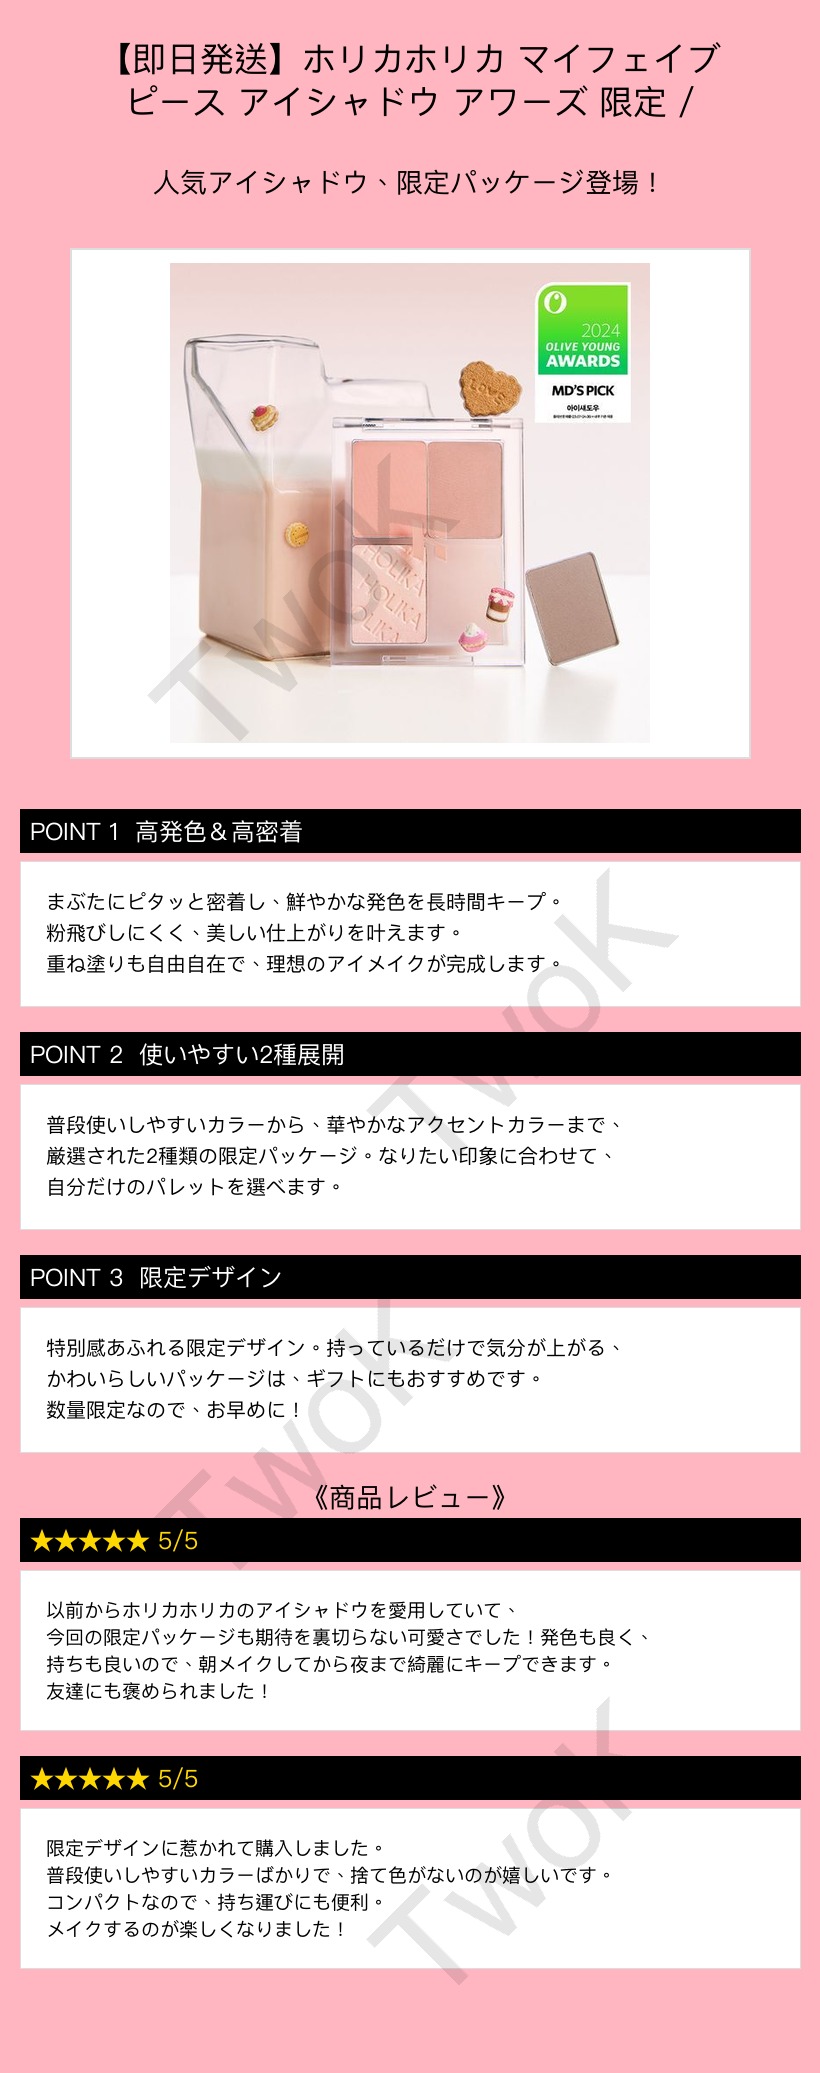 【即日発送】ホリカホリカ マイフェイブ
ピース アイシャドウ アワーズ 限定 /
人気アイシャドウ、限定パッケージ登場！
2024
OLIVE YOUNG
AWARDS
MD'S PICK
아이섀도우
LOVE
HOLIKA
HOLIKA
OLIKA
TwoK
POINT 1 高発色＆高密着
まぶたにピタッと密着し、鮮やかな発色を長時間キープ。
粉飛びしにくく、美しい仕上がりを叶えます。
重ね塗りも自由自在で、理想のアイメイクが完成します。
TwoK
POINT 2 使いやすい2種展開
普段使いしやすいカラーから、華やかなアクセントカラーまで、
厳選された2種類の限定パッケージ。なりたい印象に合わせて、
自分だけのパレットを選べます。
POINT 3 限定デザイン
特別感あふれる限定デザイン。持っているだけで気分が上がる、
かわいらしいパッケージは、ギフトにもおすすめです。
数量限定なので、お早めに！
TwoK
《商品レビュー》
★★★★★ 5/5
以前からホリカホリカのアイシャドウを愛用していて、
今回の限定パッケージも期待を裏切らない可愛さでした！発色も良く、
持ちも良いので、朝メイクしてから夜まで綺麗にキープできます。
友達にも褒められました！
★★★★★ 5/5
限定デザインに惹かれて購入しました。
普段使いしやすいカラーばかりで、捨て色がないのが嬉しいです。
コンパクトなので、持ち運びにも便利。
メイクするのが楽しくなりました！
TwoK